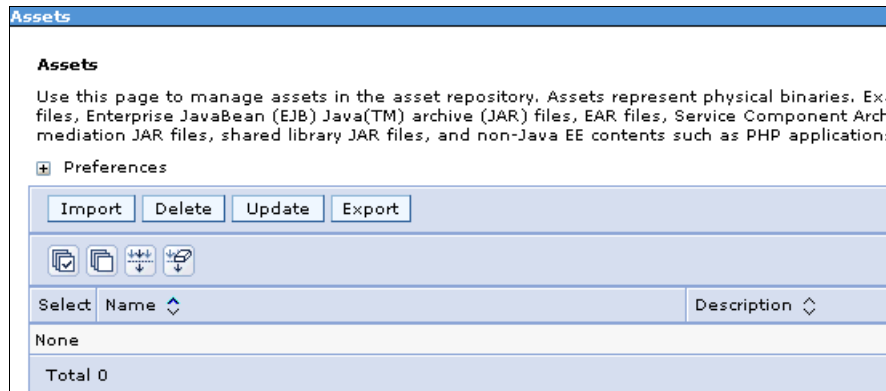 Assets
Assets
Use this page to manage assets in the asset repository. Assets represent physical binaries.
files, Enterprise JavaBean (EJB) Java(TM) archive (JAR) files, EAR files, Service Component
mediation JAR files, shared library JAR files, and non-Java EE contents such as PHP application
Preferences
Import Delete Update Export
Select Name Description
None
Total 0